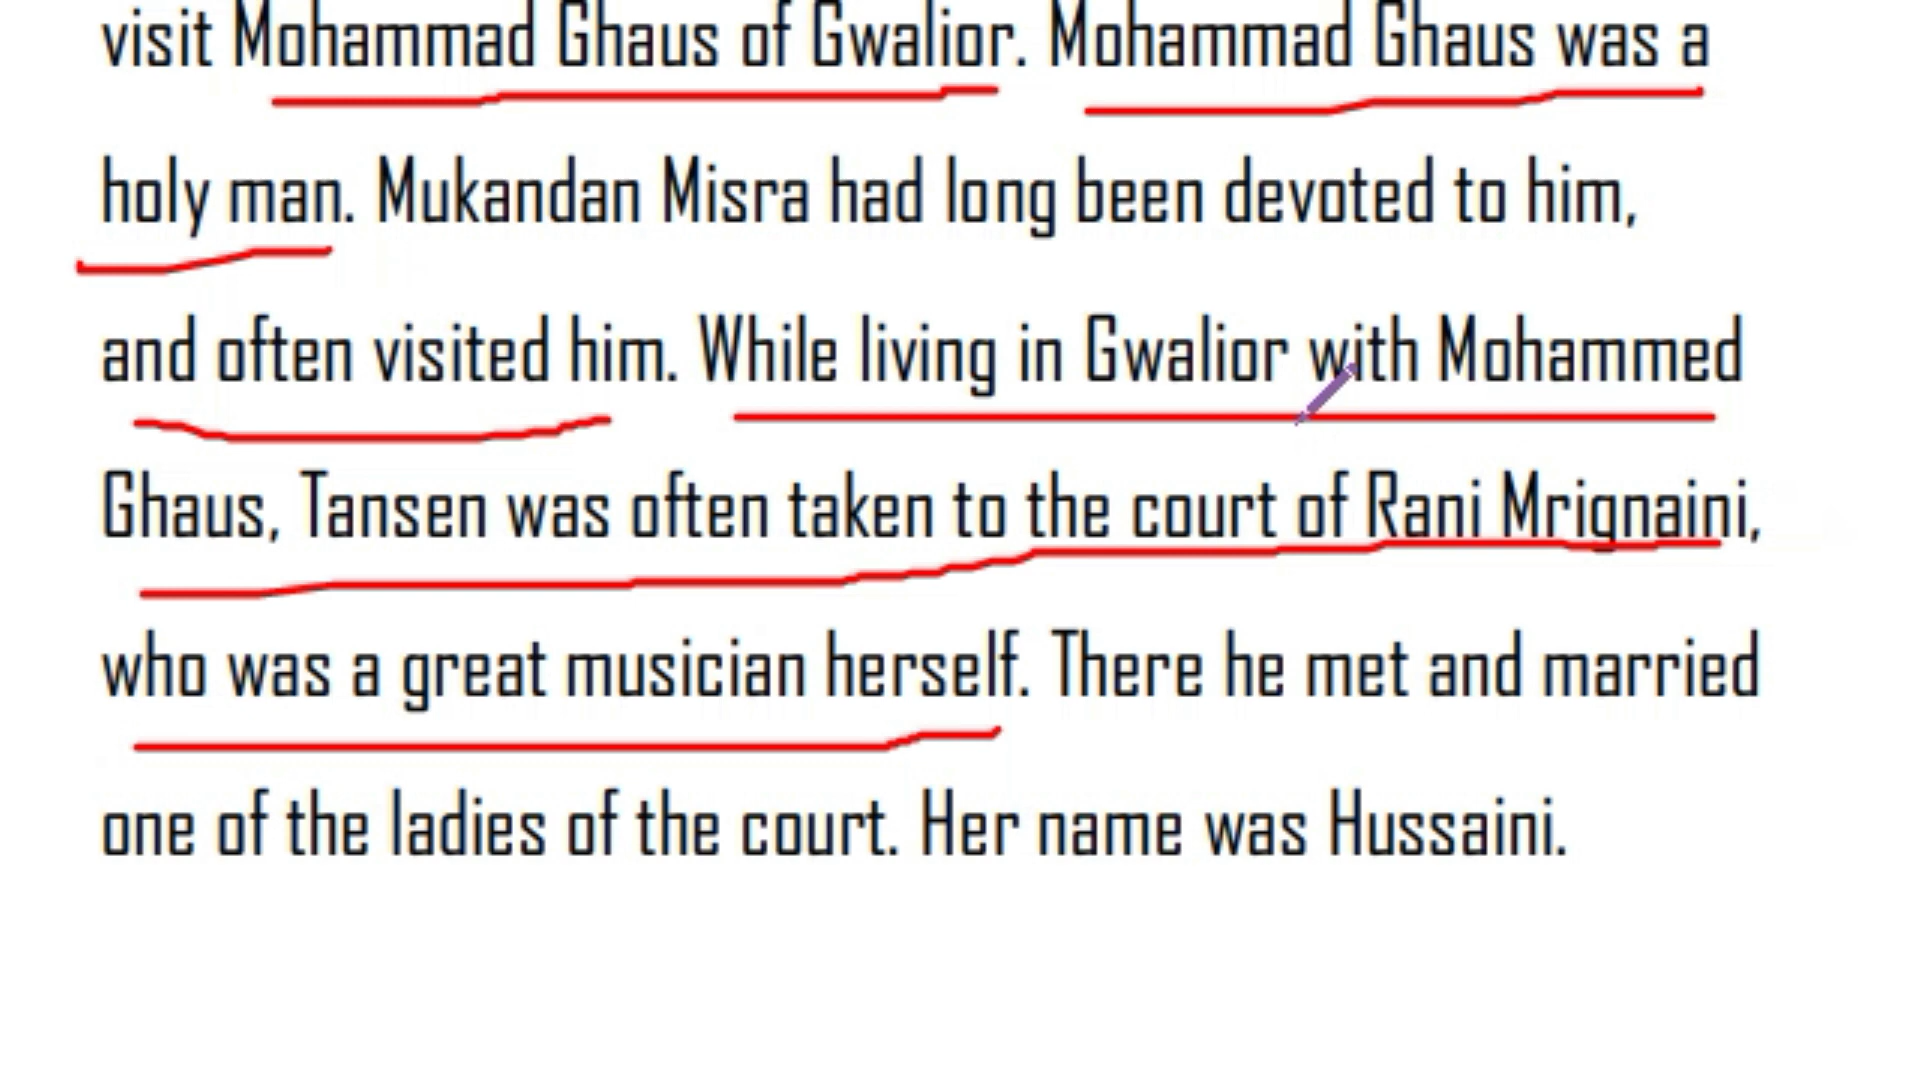 visit Mohammad Ghaus of Gwalior. Mohammad Ghaus was a
holy man. Mukandan Misra had long been devoted to him,
and often visited him. While living in Gwalior with Mohammed
Ghaus, Tansen was often taken to the court of Rani Mrignaini,
who was a great musician herself. There he met and married
one of the ladies of the court. Her name was Hussaini.